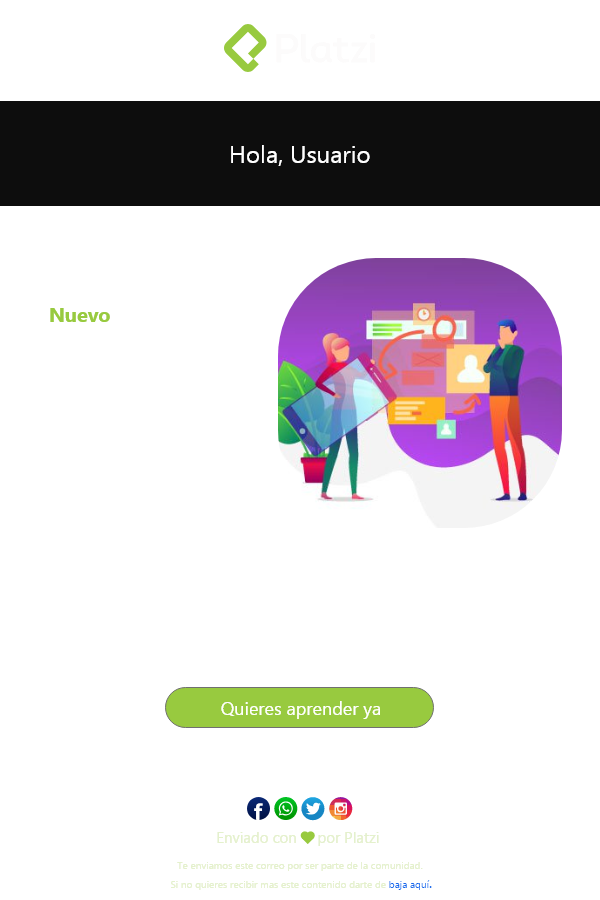 Platzi
Hola, Usuario
Nuevo
Quieres aprender ya
Enviado con por Platzi
Te enviamos este correo por ser parte de la comunidad.
Si no quieres recibir mas este contenido darte de baja aquí.